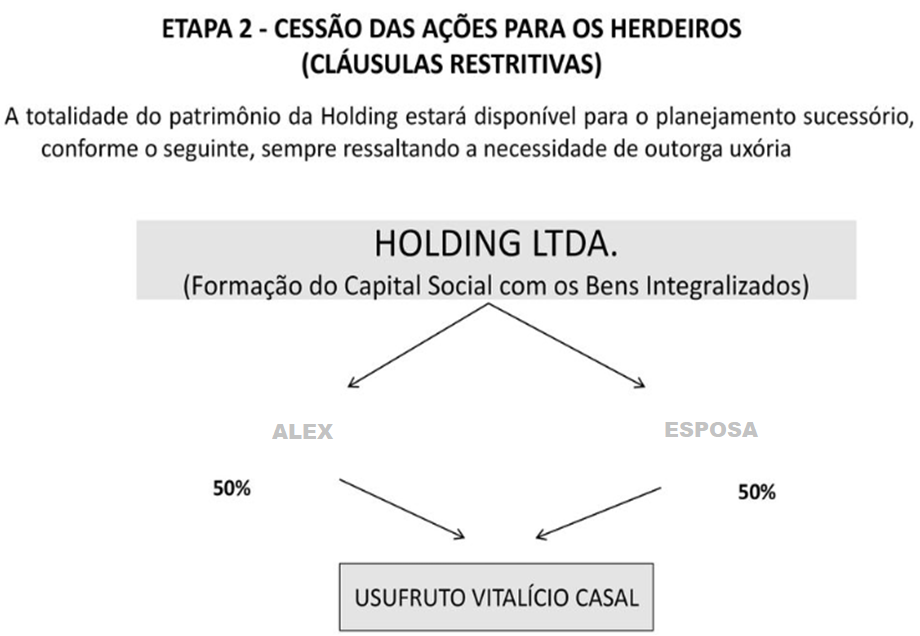 ETAPA 2 - CESSÃO DAS AÇÕES PARA OS HERDEIROS
(CLÁUSULAS RESTRITIVAS)
A totalidade do patrimônio da Holding estará disponível para o planejamento sucessório,
conforme o seguinte, sempre ressaltando a necessidade de outorga uxória
HOLDING LTDA.
(Formação do Capital Social com os Bens Integralizados)
ALEX
ESPOSA
50%
50%
USUFRUTO VITALÍCIO CASAL